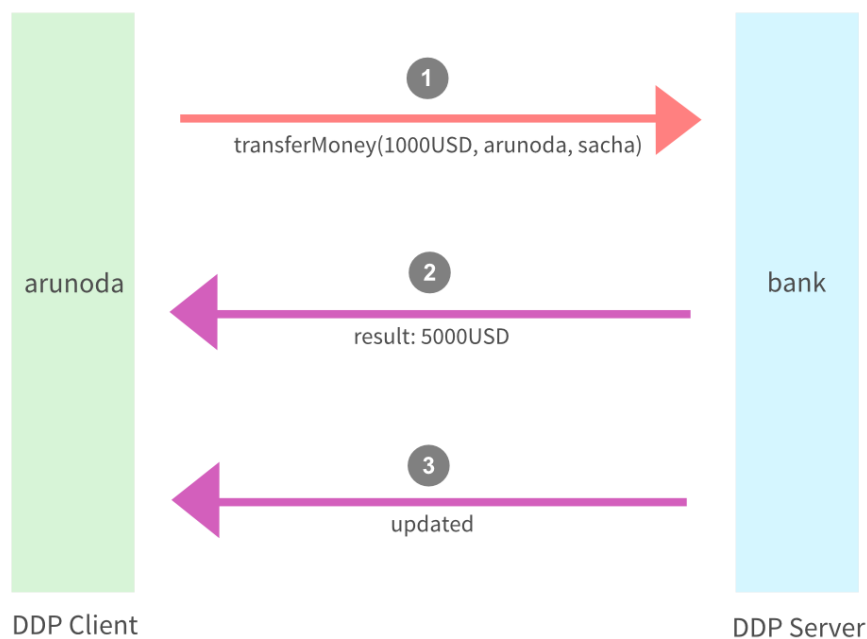 1
transferMoney(1000USD, arunoda, sacha)
2
arunoda
bank
result: 5000USD
3
updated
DDP Client
DDP Server